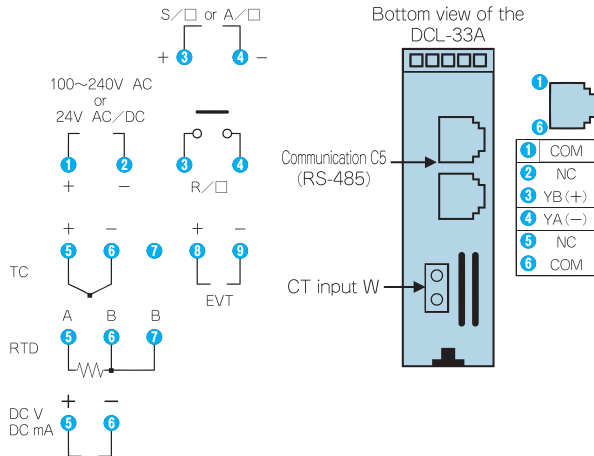 S/□ or A/□
+ 3 4 −
100~240V AC
or
24V AC/DC
1 2
+ −
3 4
R/□
+ − + −
5 6 7 8 9
TC
EVT
A B B
RTD
5 6 7
+ −
DC V
DC mA
5 6
Bottom view of the
DCL-33A
Communication C5
(RS-485)
CT input W
1
6
1 COM
2 NC
3 YB(+)
4 YA(−)
5 NC
6 COM